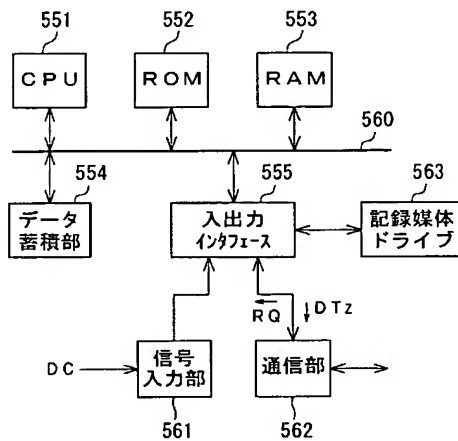 551
552
553
CPU
ROM
RAM
560
554
555
563
データ
蓄積部
入出力
インタフェース
記録媒体
ドライブ
RQ
DTz
DC
信号
入力部
通信部
561
562